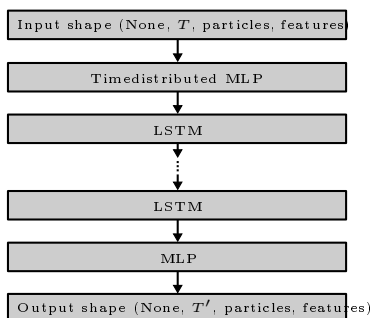 Input shape (None, T, particles, features)
Timedistributed MLP
LSTM
LSTM
MLP
Output shape (None, T′, particles, features)